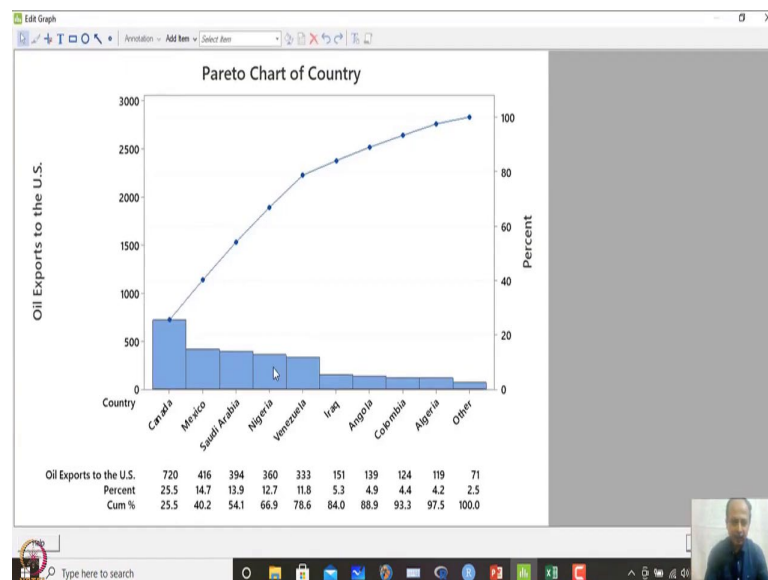 Edit Graph
T Annotation Add Item Select Item
Pareto Chart of Country
3000
2500
2000
1500
1000
500
0
Oil Exports to the U.S.
100
80
60
40
20
0
Percent
Country Canada Mexico Saudi Arabia Nigeria Venezuela Iraq Angola Colombia Algeria Other
Oil Exports to the U.S. 720 416 394 360 333 151 139 124 119 71
Percent 25.5 14.7 13.9 12.7 11.8 5.3 4.9 4.4 4.2 2.5
Cum % 25.5 40.2 54.1 66.9 78.6 84.0 88.9 93.3 97.5 100.0
Type here to search